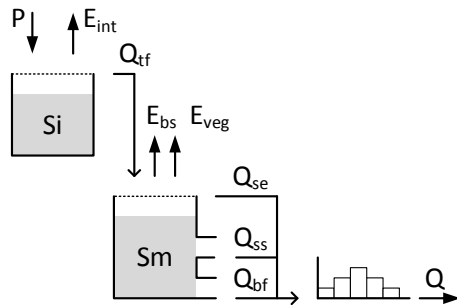 P E_int
Q_tf
Si
E_bs E_veg
Q_se
Q_ss
Sm
Q_bf
Q